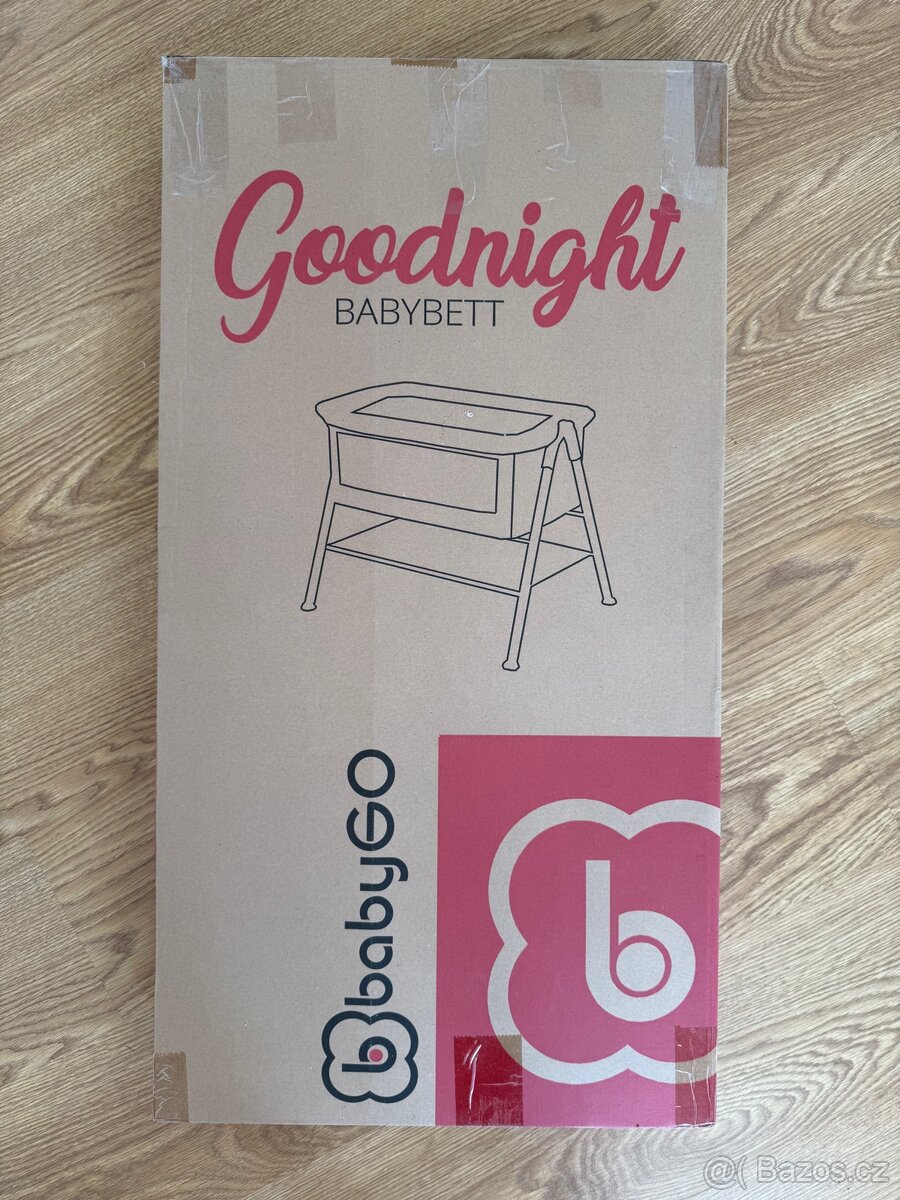 Goodnight
BABYBETT
babyGO
b
@( Bazos.cz